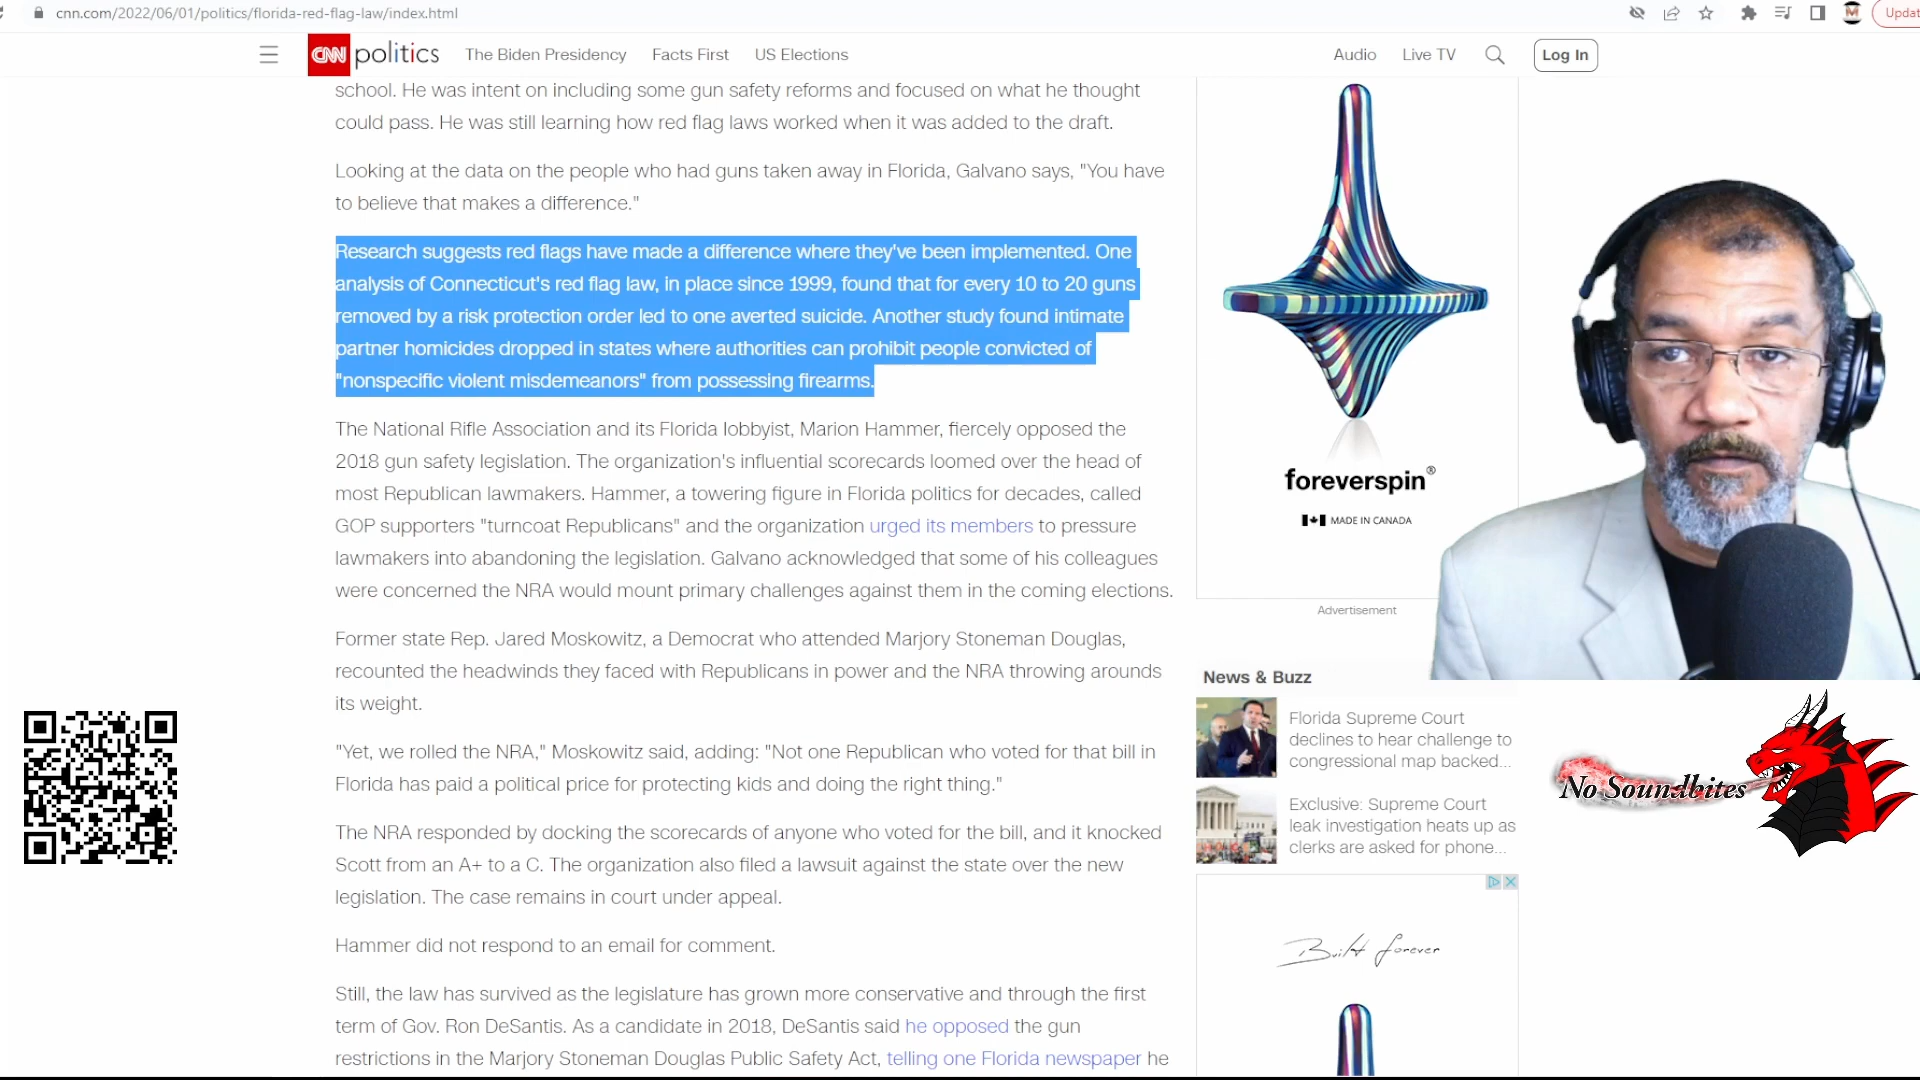 cnn.com/2022/06/01/politics/florida-red-flag-law/index.html
Updat
CNN politics
The Biden Presidency
Facts First
US Elections
Audio
Live TV
Log In
school. He was intent on including some gun safety reforms and focused on what he thought
could pass. He was still learning how red flag laws worked when it was added to the draft.
Looking at the data on the people who had guns taken away in Florida, Galvano says, "You have
to believe that makes a difference."
Research suggests red flags have made a difference where they've been implemented. One
analysis of Connecticut's red flag law, in place since 1999, found that for every 10 to 20 guns
removed by a risk protection order led to one averted suicide. Another study found intimate
partner homicides dropped in states where authorities can prohibit people convicted of
"nonspecific violent misdemeanors" from possessing firearms.
The National Rifle Association and its Florida lobbyist, Marion Hammer, fiercely opposed the
2018 gun safety legislation. The organization's influential scorecards loomed over the head of
most Republican lawmakers. Hammer, a towering figure in Florida politics for decades, called
GOP supporters "turncoat Republicans" and the organization urged its members to pressure
lawmakers into abandoning the legislation. Galvano acknowledged that some of his colleagues
were concerned the NRA would mount primary challenges against them in the coming elections.
Former state Rep. Jared Moskowitz, a Democrat who attended Marjory Stoneman Douglas,
recounted the headwinds they faced with Republicans in power and the NRA throwing arounds
its weight.
"Yet, we rolled the NRA," Moskowitz said, adding: "Not one Republican who voted for that bill in
Florida has paid a political price for protecting kids and doing the right thing."
The NRA responded by docking the scorecards of anyone who voted for the bill, and it knocked
Scott from an A+ to a C. The organization also filed a lawsuit against the state over the new
legislation. The case remains in court under appeal.
Hammer did not respond to an email for comment.
Still, the law has survived as the legislature has grown more conservative and through the first
term of Gov. Ron DeSantis. As a candidate in 2018, DeSantis said he opposed the gun
restrictions in the Marjory Stoneman Douglas Public Safety Act, telling one Florida newspaper he
foreverspin®
MADE IN CANADA
Advertisement
News & Buzz
Florida Supreme Court
declines to hear challenge to
congressional map backed...
Exclusive: Supreme Court
leak investigation heats up as
clerks are asked for phone...
Built forever
No Soundbites